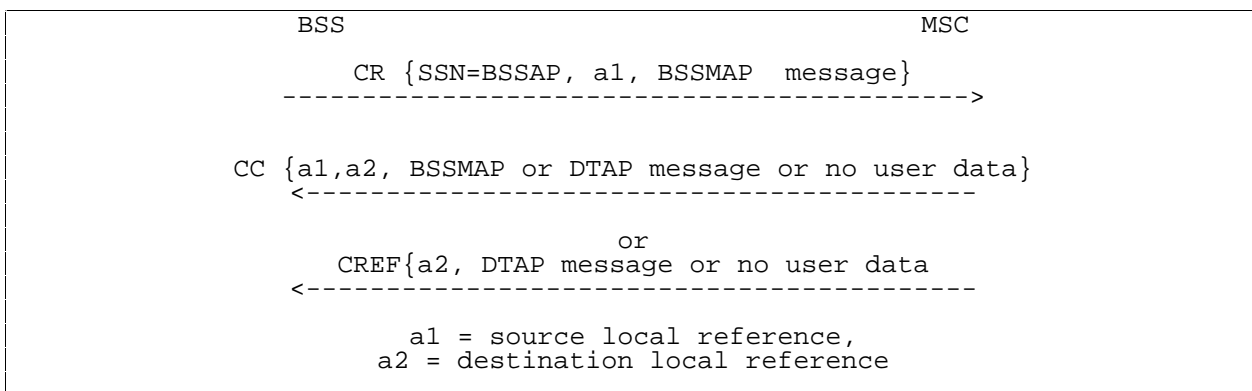 BSS MSC
CR {SSN=BSSAP, a1, BSSMAP message}
-------------------------------------------->
CC {a1,a2, BSSMAP or DTAP message or no user data}
<------------------------------------------
or
CREF{a2, DTAP message or no user data
<------------------------------------------
a1 = source local reference,
a2 = destination local reference